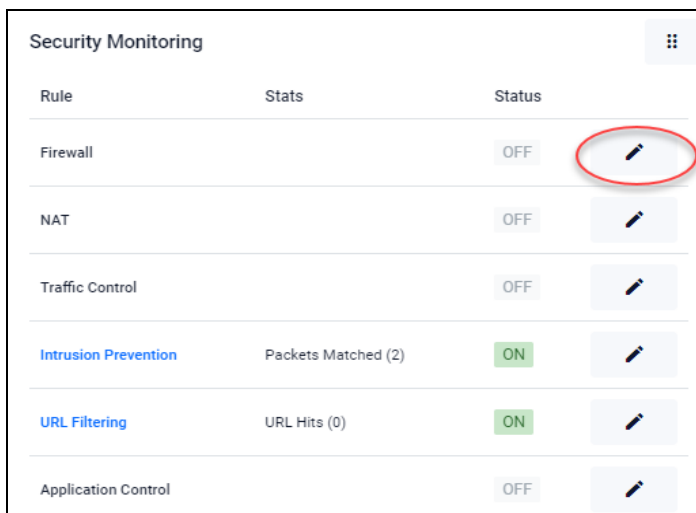 Security Monitoring
Rule Stats Status
Firewall OFF
NAT OFF
Traffic Control OFF
Intrusion Prevention Packets Matched (2) ON
URL Filtering URL Hits (0) ON
Application Control OFF